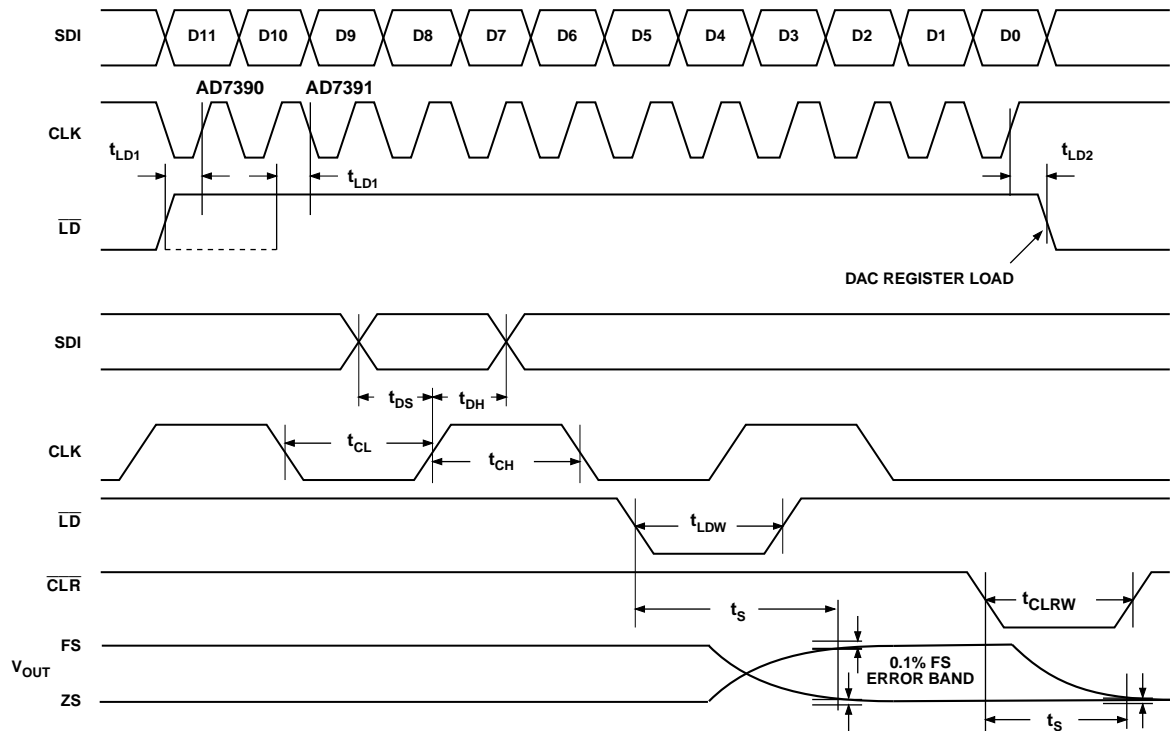 SDI D11 D10 D9 D8 D7 D6 D5 D4 D3 D2 D1 D0
AD7390 AD7391
CLK
tLD1 tLD1 tLD2
LD
DAC REGISTER LOAD
SDI
tDS tDH
CLK tCL tCH
LD tLDW
CLR tCLRW
tS
FS
VOUT 0.1% FS
ERROR BAND
ZS
tS